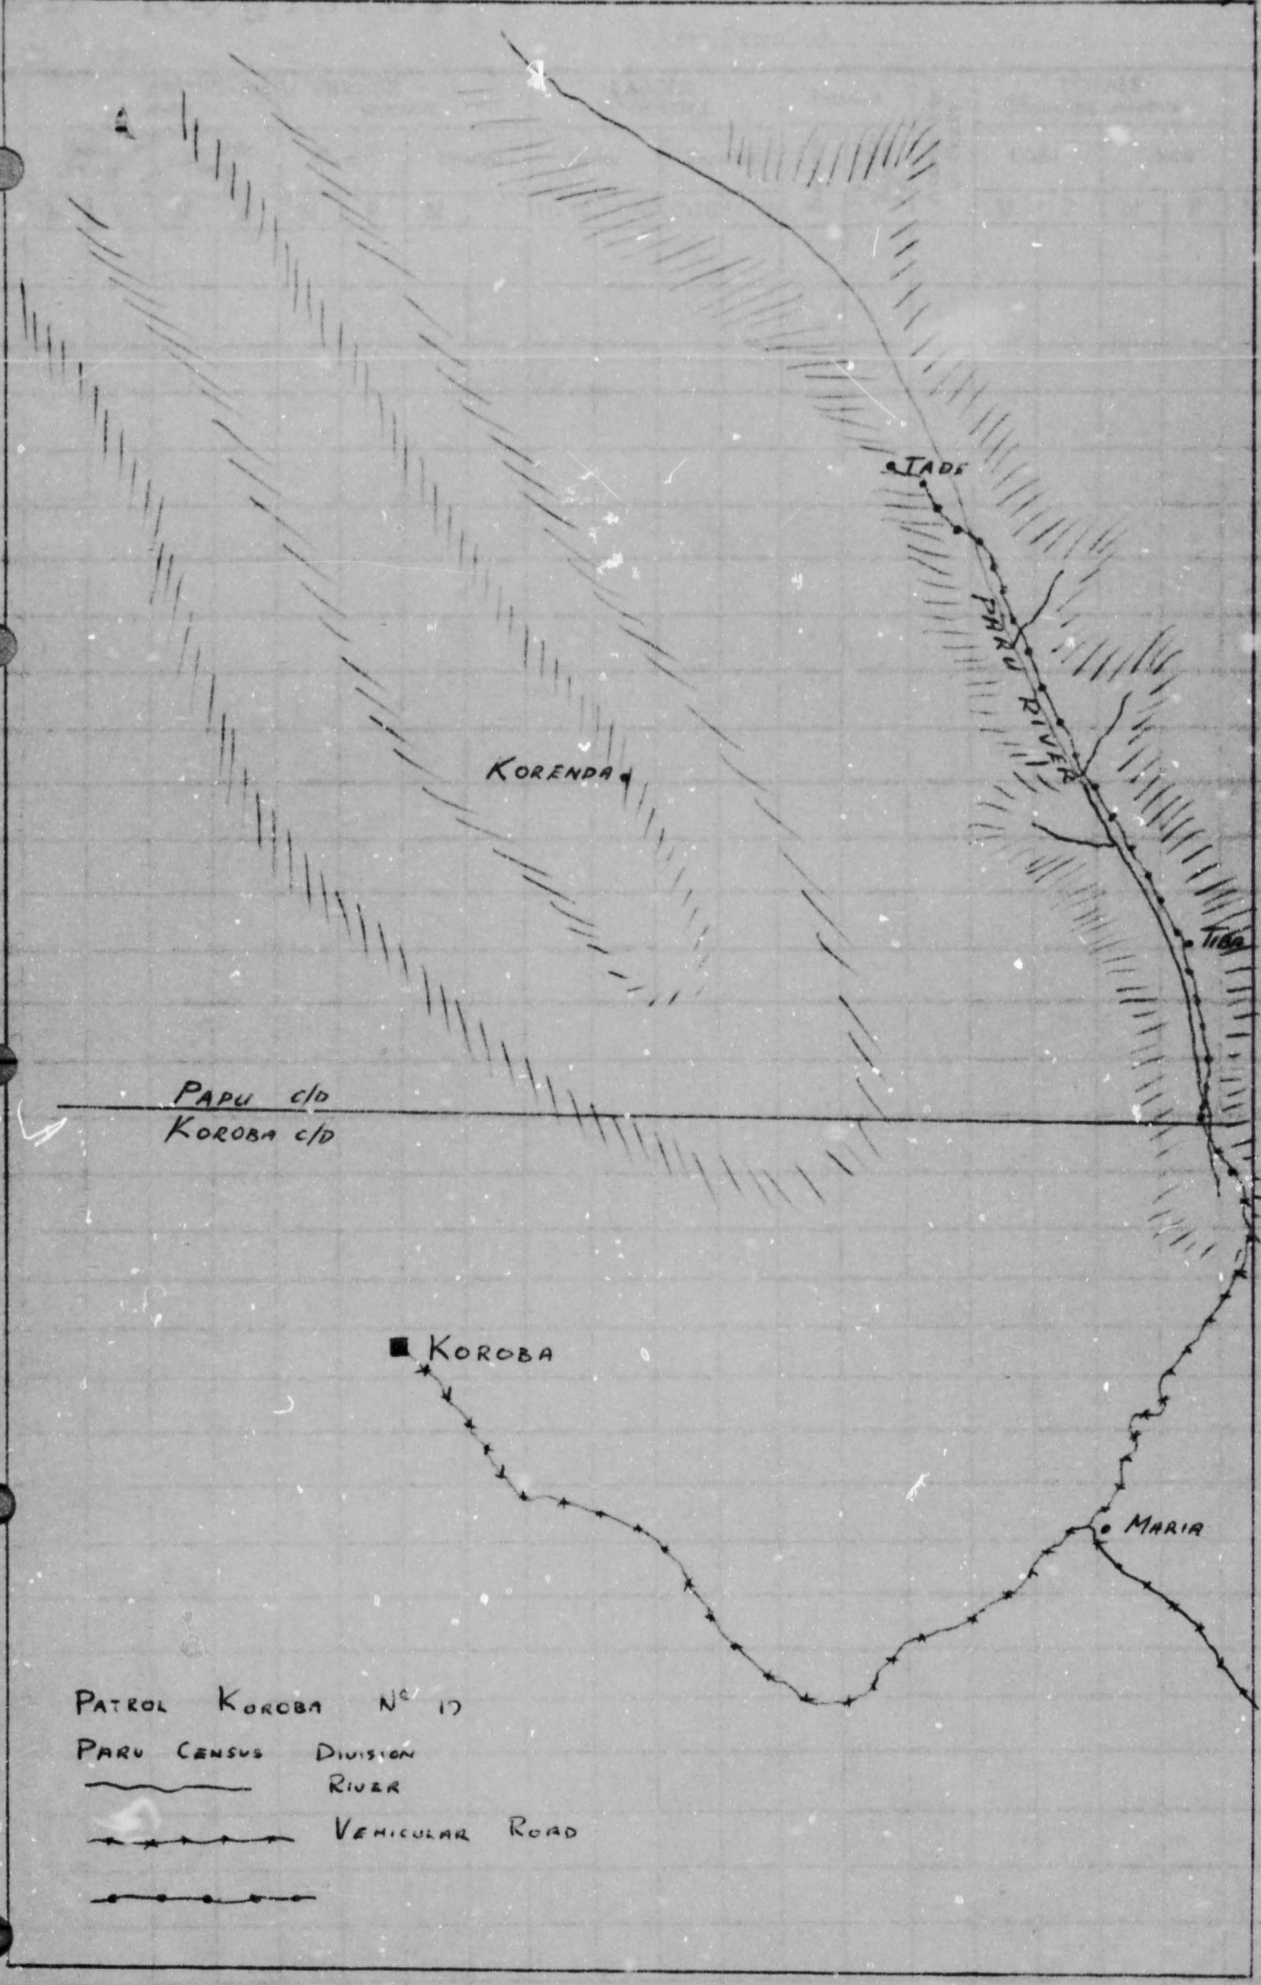 TADE
PARU RIVER
KORENDA
TIBA
PAPU C/D
KOROBA C/D
KOROBA
MARIA
PATROL KOROBA No 17
PARU CENSUS DIVISION
RIVER
VEHICULAR ROAD